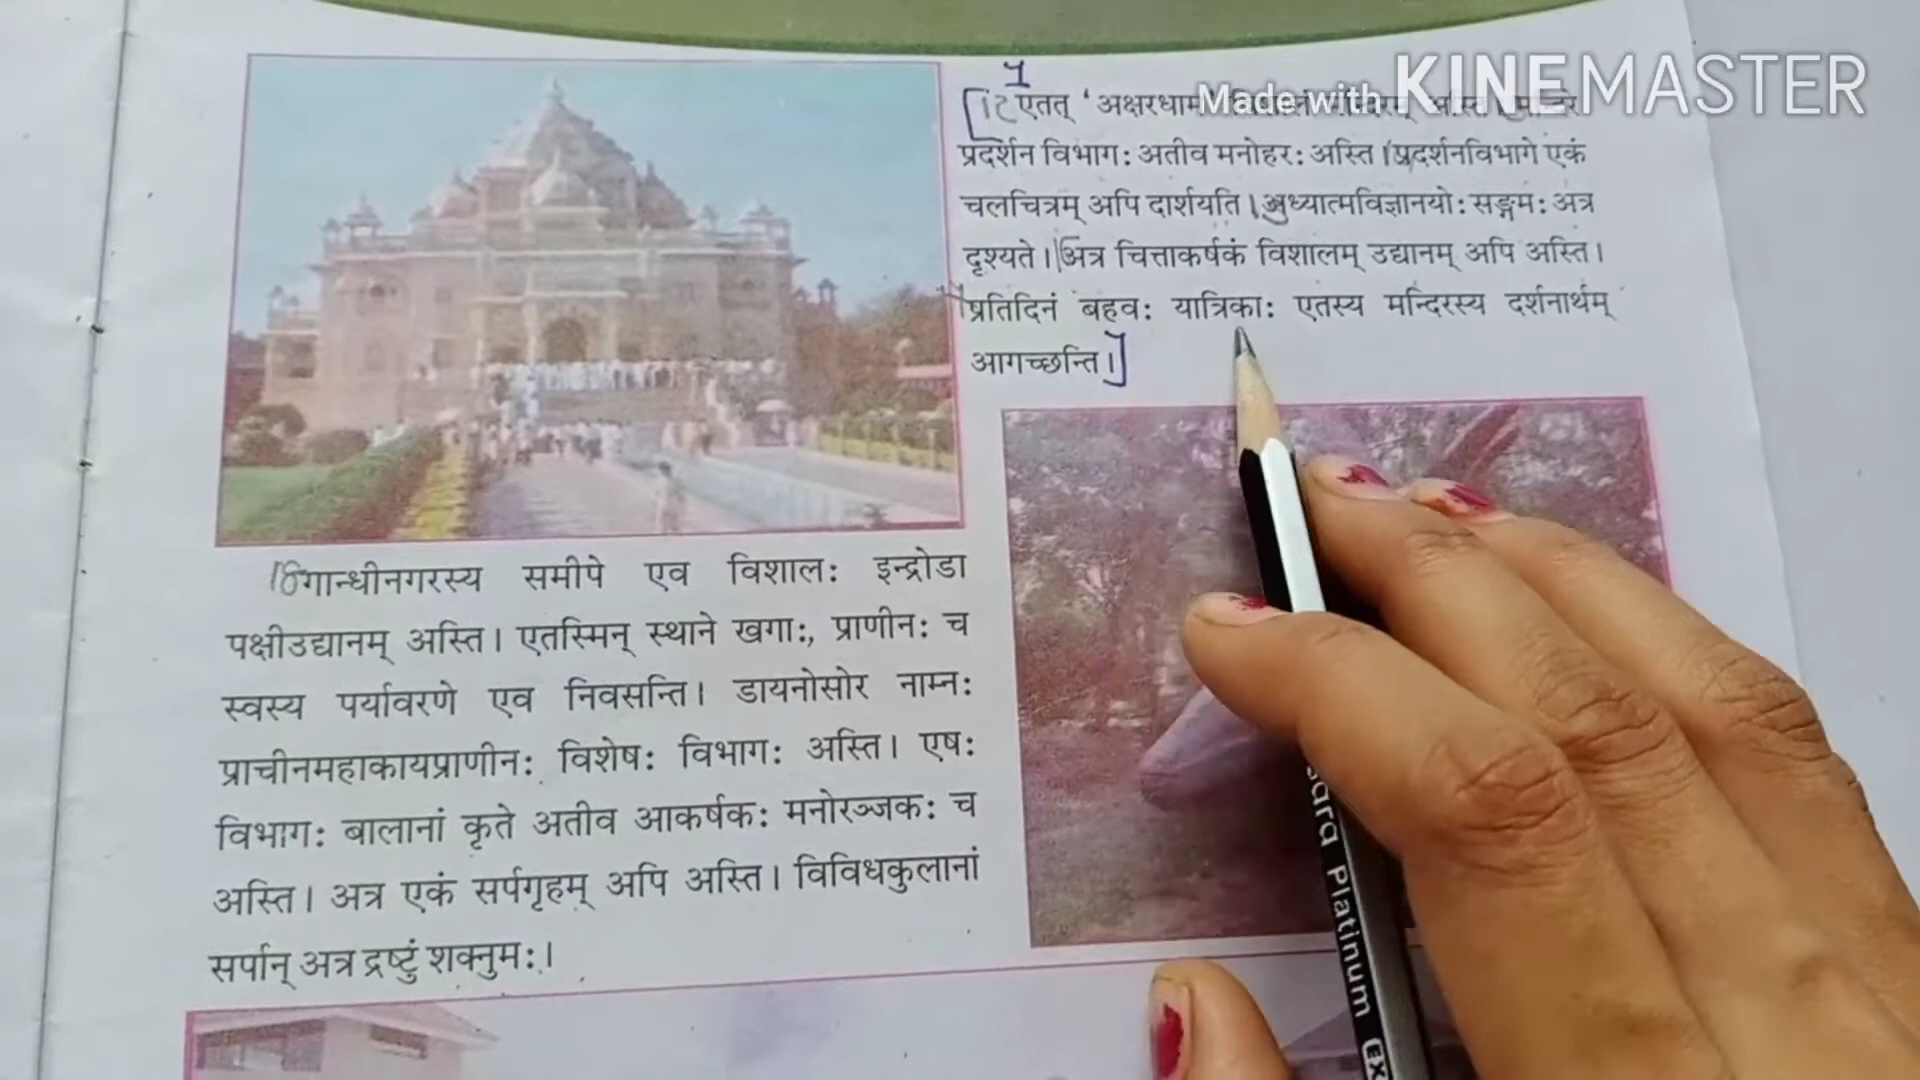 Made with KINEMASTER
१
एतत् 'अक्षरधाम' अस्ति।
प्रदर्शन विभाग: अतीव मनोहर: अस्ति। प्रदर्शनविभागे एकं
चलचित्रम् अपि दार्शयति। अध्यात्मविज्ञानयो: सङ्गम: अत्र
दृश्यते। अत्र चित्ताकर्षकं विशालम् उद्यानम् अपि अस्ति।
प्रतिदिनं बहव: यात्रिका: एतस्य मन्दिरस्य दर्शनार्थम्
आगच्छन्ति।
गान्धीनगरस्य समीपे एव विशाल: इन्द्रोडा
पक्षीउद्यानम् अस्ति। एतस्मिन् स्थाने खगा:, प्राणीन: च
स्वस्य पर्यावरणे एव निवसन्ति। डायनोसोर नाम्न:
प्राचीनमहाकायप्राणीन: विशेष: विभाग: अस्ति। एष:
विभाग: बालानां कृते अतीव आकर्षक: मनोरञ्जक: च
अस्ति। अत्र एकं सर्पगृहम् अपि अस्ति। विविधकुलानां
सर्पान् अत्र द्रष्टुं शक्नुम:।
Platinum